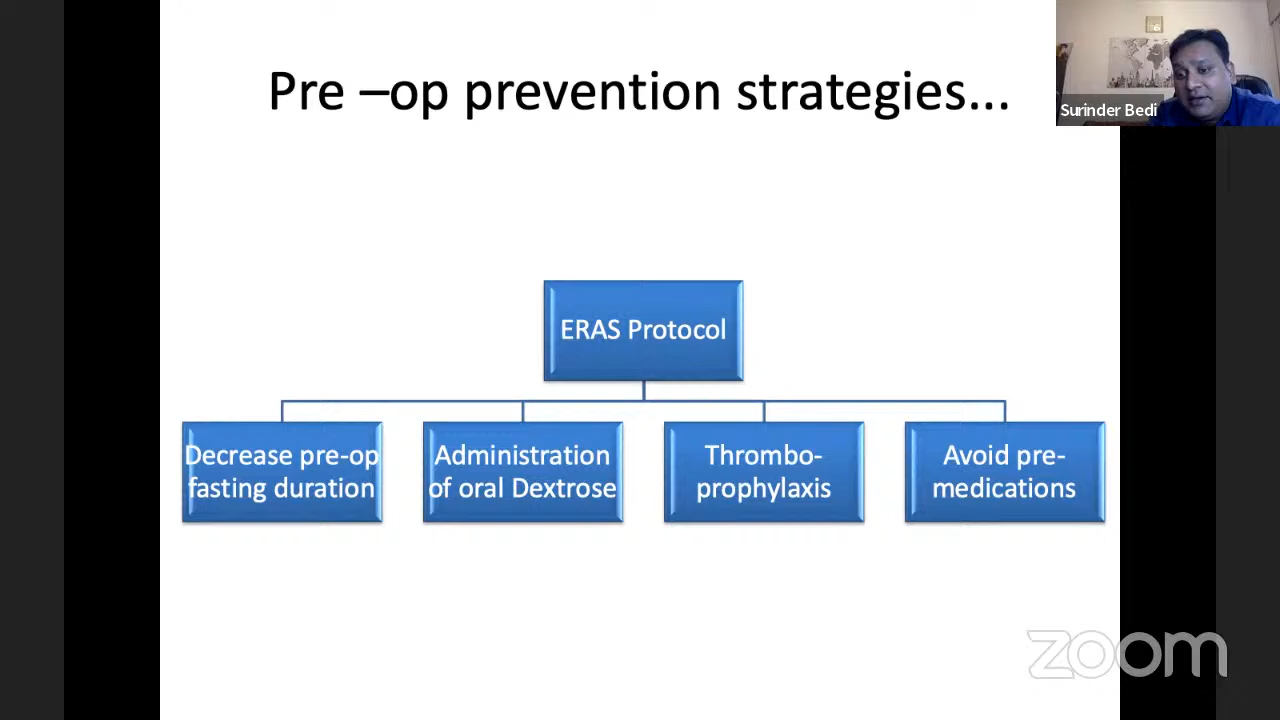 Pre –op prevention strategies...
Surinder Bedi
ERAS Protocol
Decrease pre-op
fasting duration
Administration
of oral Dextrose
Thrombo-
prophylaxis
Avoid pre-
medications
zoom